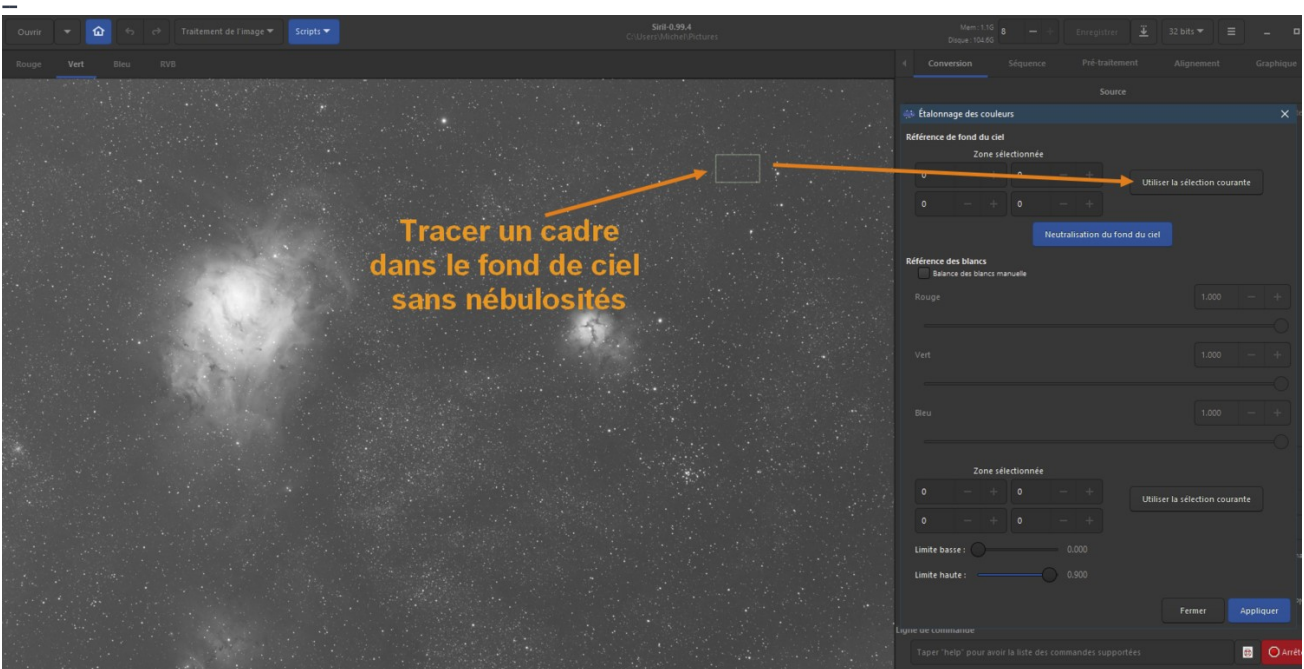 Ouvrir
Traitement de l'image
Scripts
Siril-0.99.4
C:\Users\Michel\Pictures
Mem : 1.1G
Disque : 104.6G
8 − +
Enregistrer
32 bits
Rouge Vert Bleu RVB
Conversion Séquence Pré-traitement Alignement Graphique
Source
Étalonnage des couleurs
Référence de fond du ciel
Zone sélectionnée
0 − + 0 − +
Utiliser la sélection courante
0 − + 0 − +
Neutralisation du fond du ciel
Tracer un cadre
dans le fond de ciel
sans nébulosités
Référence des blancs
Balance des blancs manuelle
Rouge 1.000 − +
Vert 1.000 − +
Bleu 1.000 − +
Zone sélectionnée
0 − + 0 − +
Utiliser la sélection courante
0 − + 0 − +
Limite basse : 0.000
Limite haute : 0.900
Fermer Appliquer
Ligne de commande
Taper "help" pour avoir la liste des commandes supportées
Arrêt